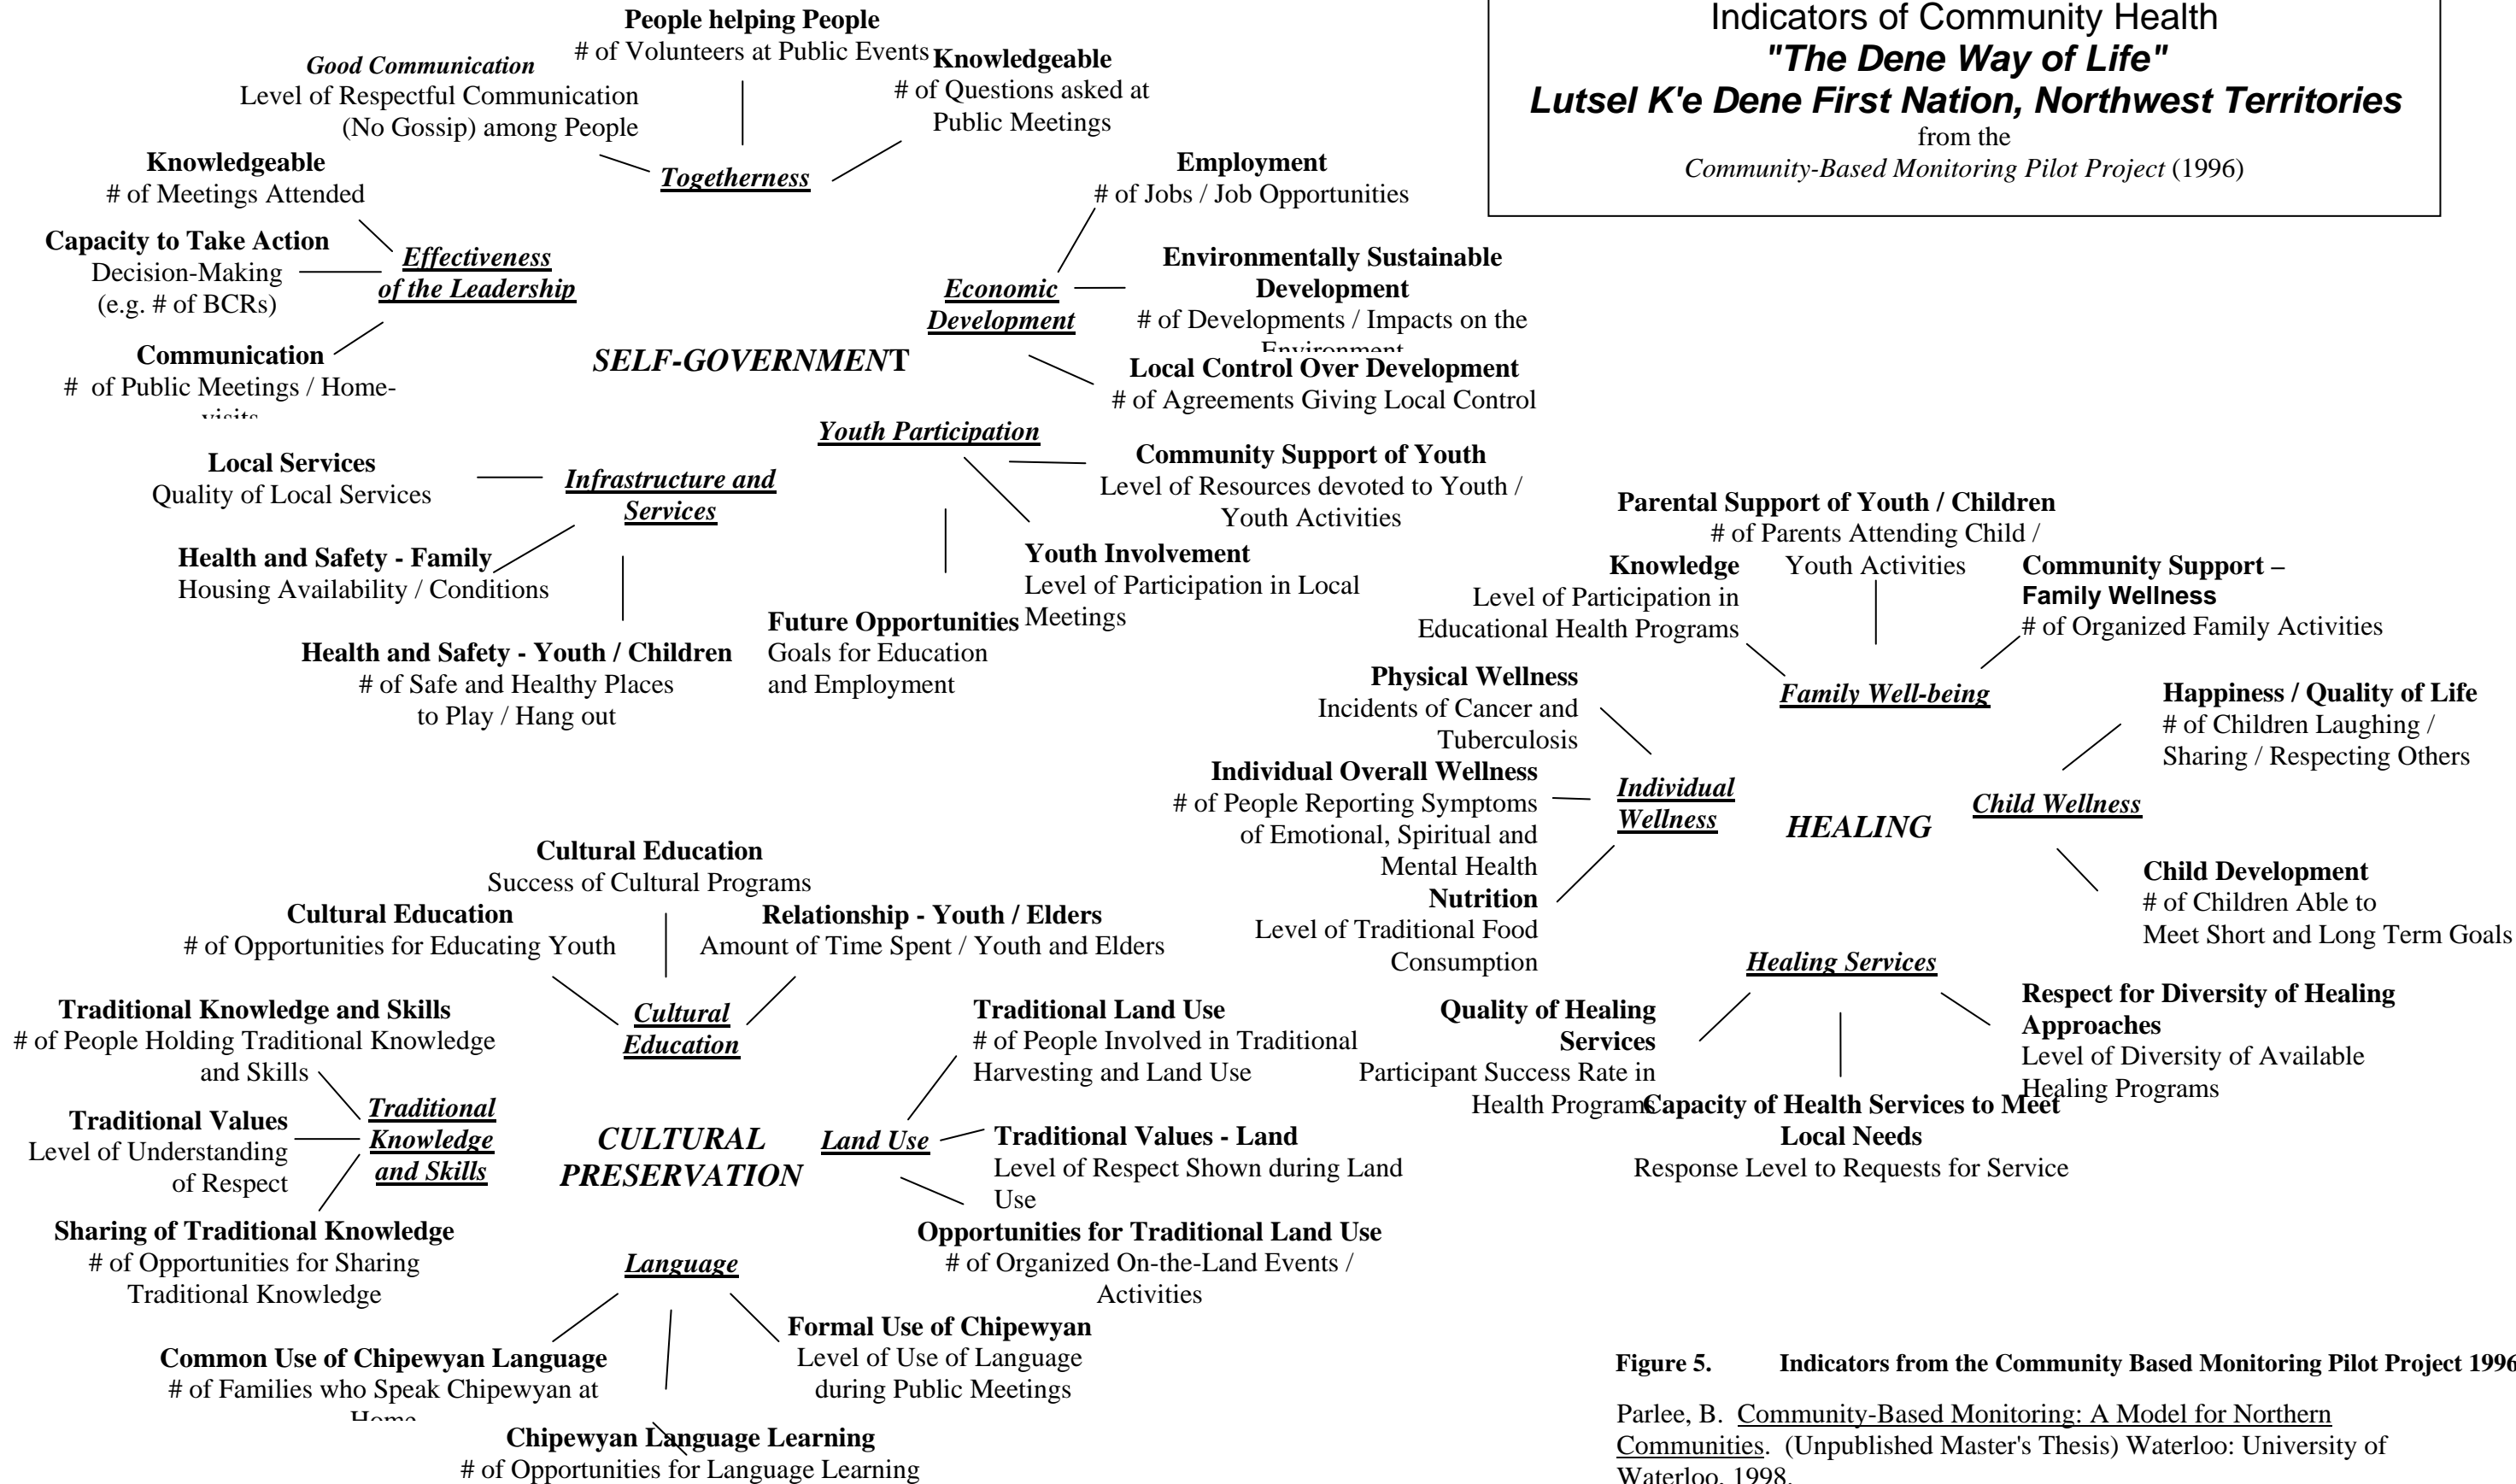 Indicators of Community Health
"The Dene Way of Life"
Lutsel K'e Dene First Nation, Northwest Territories
from the
Community-Based Monitoring Pilot Project (1996)
People helping People
# of Volunteers at Public Events
Good Communication
Level of Respectful Communication
(No Gossip) among People
Knowledgeable
# of Questions asked at
Public Meetings
Togetherness
Knowledgeable
# of Meetings Attended
Capacity to Take Action
Decision-Making
(e.g. # of BCRs)
Communication
# of Public Meetings / Home-
visits
Effectiveness
of the Leadership
Employment
# of Jobs / Job Opportunities
Environmentally Sustainable
Development
# of Developments / Impacts on the
Environment
Local Control Over Development
# of Agreements Giving Local Control
Economic
Development
SELF-GOVERNMENT
Youth Participation
Community Support of Youth
Level of Resources devoted to Youth /
Youth Activities
Youth Involvement
Level of Participation in Local
Meetings
Future Opportunities
Goals for Education
and Employment
Local Services
Quality of Local Services
Infrastructure and
Services
Health and Safety - Family
Housing Availability / Conditions
Health and Safety - Youth / Children
# of Safe and Healthy Places
to Play / Hang out
Parental Support of Youth / Children
# of Parents Attending Child /
Youth Activities
Knowledge
Level of Participation in
Educational Health Programs
Community Support –
Family Wellness
# of Organized Family Activities
Family Well-being
Physical Wellness
Incidents of Cancer and
Tuberculosis
Individual Overall Wellness
# of People Reporting Symptoms
of Emotional, Spiritual and
Mental Health
Nutrition
Level of Traditional Food
Consumption
Individual
Wellness
HEALING
Child Wellness
Happiness / Quality of Life
# of Children Laughing /
Sharing / Respecting Others
Child Development
# of Children Able to
Meet Short and Long Term Goals
Healing Services
Quality of Healing
Services
Participant Success Rate in
Health Programs
Capacity of Health Services to Meet
Local Needs
Response Level to Requests for Service
Respect for Diversity of Healing
Approaches
Level of Diversity of Available
Healing Programs
Cultural Education
Success of Cultural Programs
Cultural Education
# of Opportunities for Educating Youth
Relationship - Youth / Elders
Amount of Time Spent / Youth and Elders
Cultural
Education
Traditional Knowledge and Skills
# of People Holding Traditional Knowledge
and Skills
Traditional Values
Level of Understanding
of Respect
Sharing of Traditional Knowledge
# of Opportunities for Sharing
Traditional Knowledge
Traditional
Knowledge
and Skills
CULTURAL
PRESERVATION
Land Use
Traditional Land Use
# of People Involved in Traditional
Harvesting and Land Use
Traditional Values - Land
Level of Respect Shown during Land
Use
Opportunities for Traditional Land Use
# of Organized On-the-Land Events /
Activities
Language
Common Use of Chipewyan Language
# of Families who Speak Chipewyan at
Home
Formal Use of Chipewyan
Level of Use of Language
during Public Meetings
Chipewyan Language Learning
# of Opportunities for Language Learning
Figure 5. Indicators from the Community Based Monitoring Pilot Project 1996
Parlee, B. Community-Based Monitoring: A Model for Northern
Communities. (Unpublished Master's Thesis) Waterloo: University of
Waterloo, 1998.